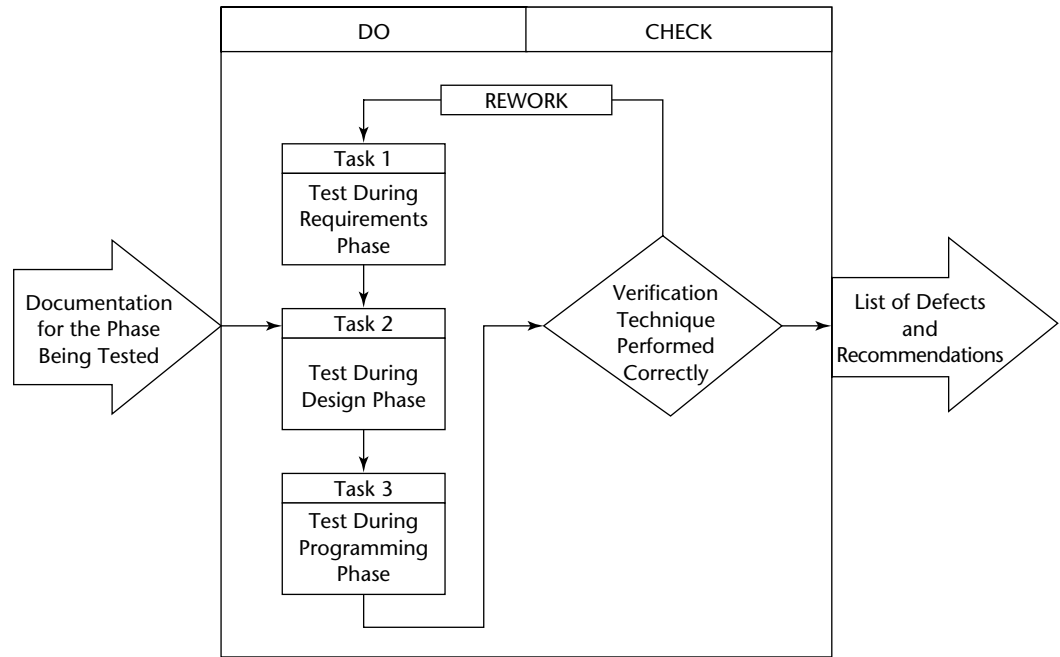 DO
CHECK
REWORK
Task 1
Test During
Requirements
Phase
Documentation
for the Phase
Being Tested
Task 2
Test During
Design Phase
Task 3
Test During
Programming
Phase
Verification
Technique
Performed
Correctly
List of Defects
and
Recommendations